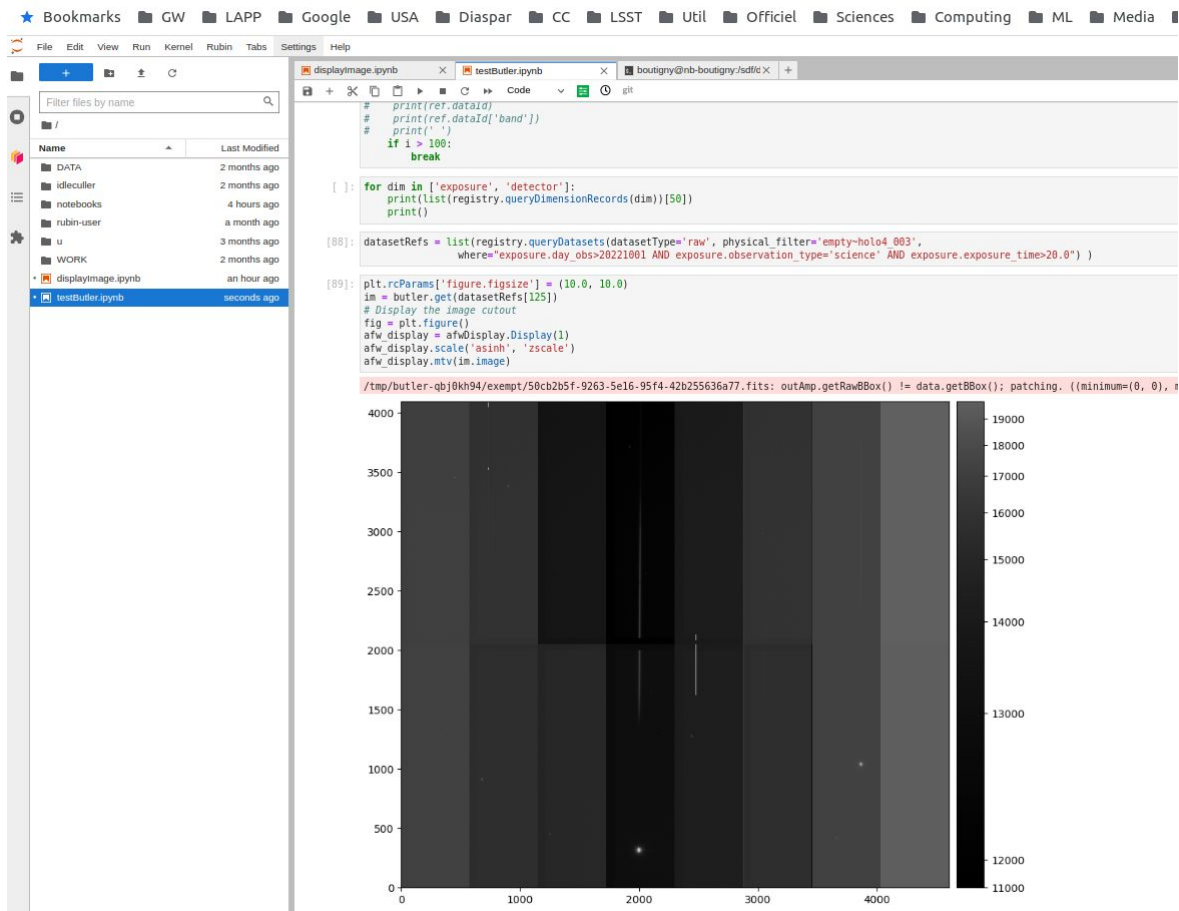 Bookmarks GW LAPP Google USA Diaspar CC LSST Util Officiel Sciences Computing ML Media
File Edit View Run Kernel Rubin Tabs Settings Help
displayImage.ipynb testButler.ipynb boutigny@nb-boutigny:/sdf/d
Code git
Filter files by name
/
Name Last Modified
DATA 2 months ago
idleculler 2 months ago
notebooks 4 hours ago
rubin-user a month ago
u 3 months ago
WORK 2 months ago
displayImage.ipynb an hour ago
testButler.ipynb seconds ago
# print(ref.dataId)
# print(ref.dataId['band'])
# print(' ')
if i > 100:
break
[ ]: for dim in ['exposure', 'detector']:
print(list(registry.queryDimensionRecords(dim))[50])
print()
[88]: datasetRefs = list(registry.queryDatasets(datasetType='raw', physical_filter='empty~holo4_003',
where="exposure.day_obs>20221001 AND exposure.observation_type='science' AND exposure.exposure_time>20.0") )
[89]: plt.rcParams['figure.figsize'] = (10.0, 10.0)
im = butler.get(datasetRefs[125])
# Display the image cutout
fig = plt.figure()
afw_display = afwDisplay.Display(1)
afw_display.scale('asinh', 'zscale')
afw_display.mtv(im.image)
/tmp/butler-qbj0kh94/exempt/50cb2b5f-9263-5e16-95f4-42b255636a77.fits: outAmp.getRawBBox() != data.getBBox(); patching. ((minimum=(0, 0), m
4000
3500
3000
2500
2000
1500
1000
500
0
0 1000 2000 3000 4000
19000
18000
17000
16000
15000
14000
13000
12000
11000